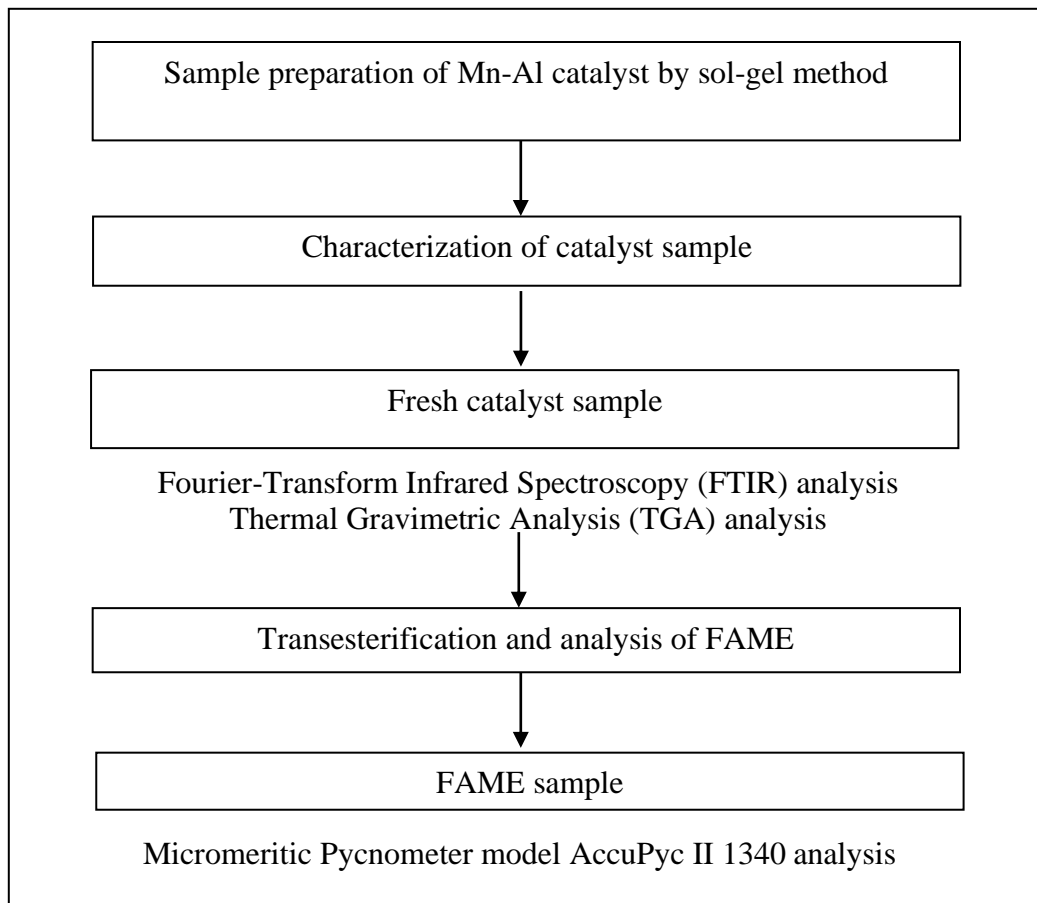 Sample preparation of Mn-Al catalyst by sol-gel method
Characterization of catalyst sample
Fresh catalyst sample
Fourier-Transform Infrared Spectroscopy (FTIR) analysis
Thermal Gravimetric Analysis (TGA) analysis
Transesterification and analysis of FAME
FAME sample
Micromeritic Pycnometer model AccuPyc II 1340 analysis